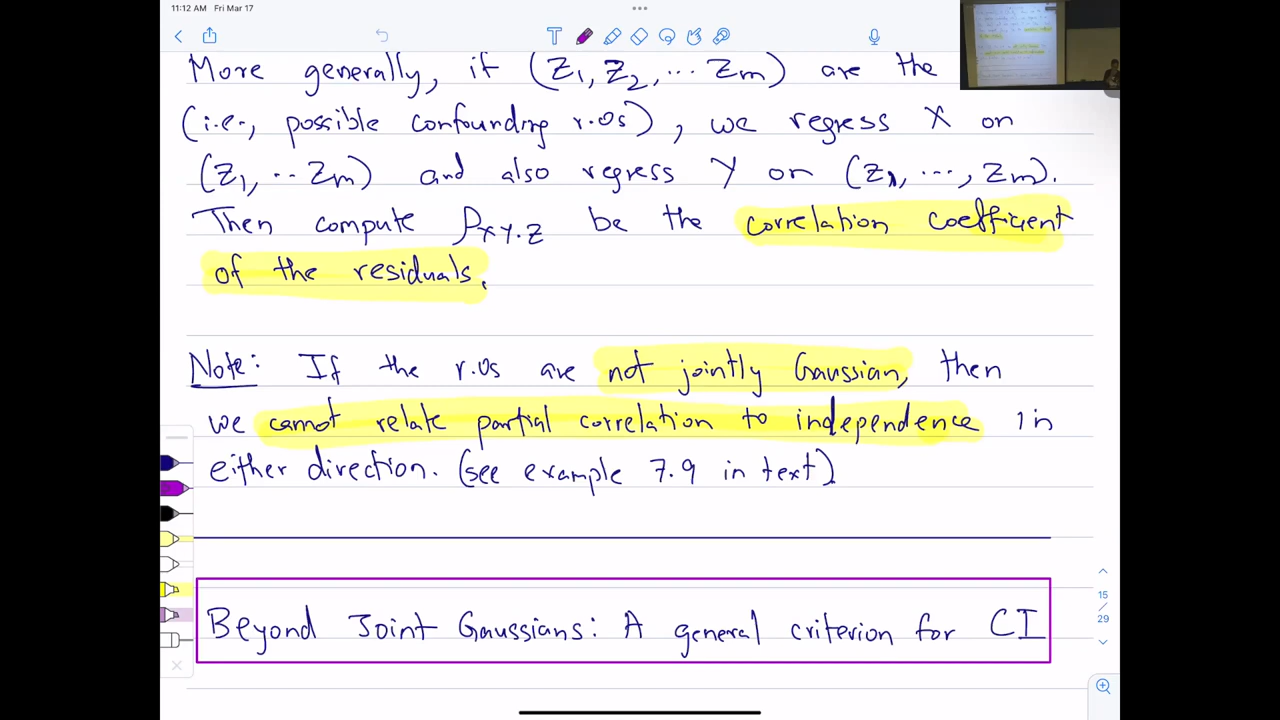 11:12 AM Fri Mar 17
More generally, if (Z1, Z2, ... Zm) are the
(i.e., possible confounding r.vs), we regress X on
(Z1, .. Zm) and also regress Y on (Z1, ..., Zm).
Then compute ρXY.Z be the correlation coefficient
of the residuals.
Note: If the r.vs are not jointly Gaussian, then
we cannot relate partial correlation to independence in
either direction. (see example 7.9 in text).
Beyond Joint Gaussians: A general criterion for CI
15
/
29